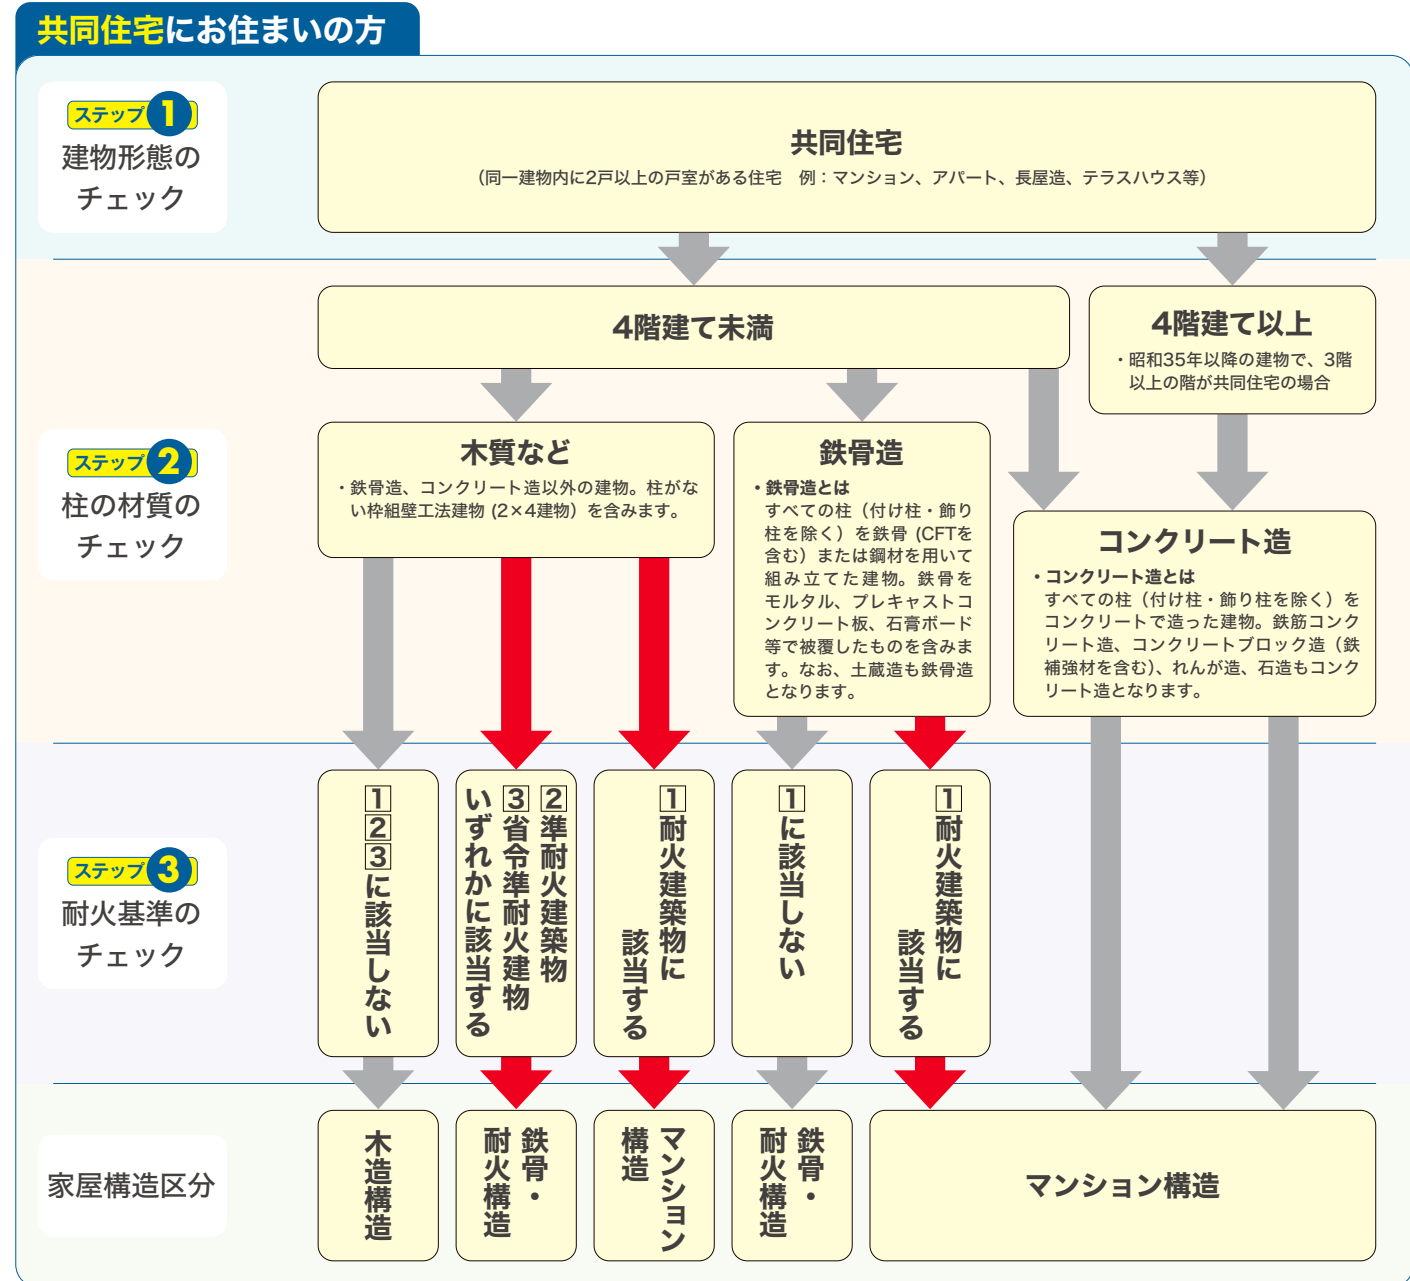 共同住宅にお住まいの方
ステップ1
建物形態の
チェック
共同住宅
（同一建物内に2戸以上の戸室がある住宅　例：マンション、アパート、長屋造、テラスハウス等）
4階建て未満
4階建て以上
・昭和35年以降の建物で、3階
以上の階が共同住宅の場合
ステップ2
柱の材質の
チェック
木質など
・鉄骨造、コンクリート造以外の建物。柱がな
い枠組壁工法建物 (2×4建物）を含みます。
鉄骨造
・鉄骨造とは
すべての柱（付け柱・飾り
柱を除く）を鉄骨 (CFTを
含む）または鋼材を用いて
組み立てた建物。鉄骨を
モルタル、プレキャストコ
ンクリート板、石膏ボード
等で被覆したものを含みま
す。なお、土蔵造も鉄骨造
となります。
コンクリート造
・コンクリート造とは
すべての柱（付け柱・飾り柱を除く）を
コンクリートで造った建物。鉄筋コンク
リート造、コンクリートブロック造（鉄
補強材を含む）、れんが造、石造もコンク
リート造となります。
ステップ3
耐火基準の
チェック
1 2 3に該当しない
2準耐火建築物
3省令準耐火建物
いずれかに該当する
1耐火建築物に
該当する
1に該当しない
1耐火建築物に
該当する
家屋構造区分
木造構造
鉄骨・
耐火構造
マンション
構造
鉄骨・
耐火構造
マンション構造